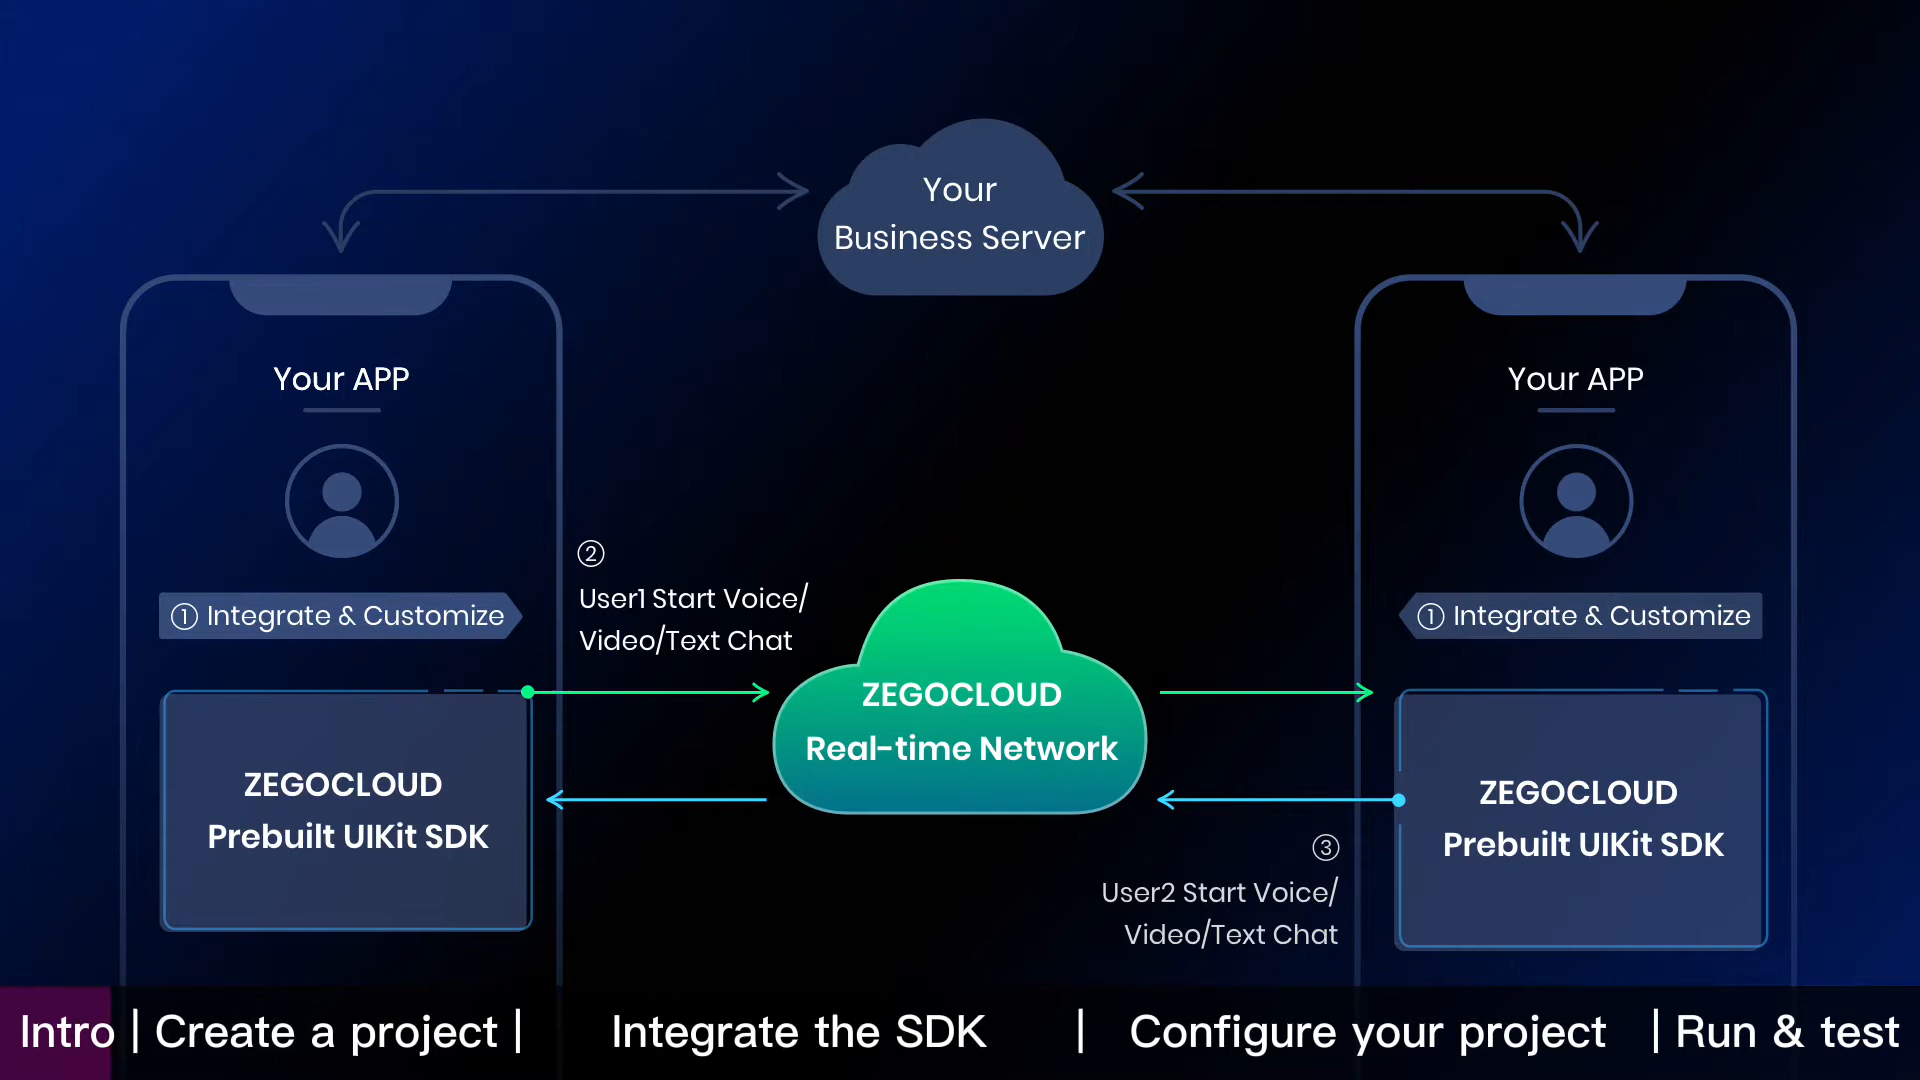 Your
Business Server
Your APP
Your APP
① Integrate & Customize
① Integrate & Customize
②
User1 Start Voice/
Video/Text Chat
ZEGOCLOUD
Real-time Network
ZEGOCLOUD
Prebuilt UIKit SDK
ZEGOCLOUD
Prebuilt UIKit SDK
③
User2 Start Voice/
Video/Text Chat
Intro | Create a project | Integrate the SDK | Configure your project | Run & test